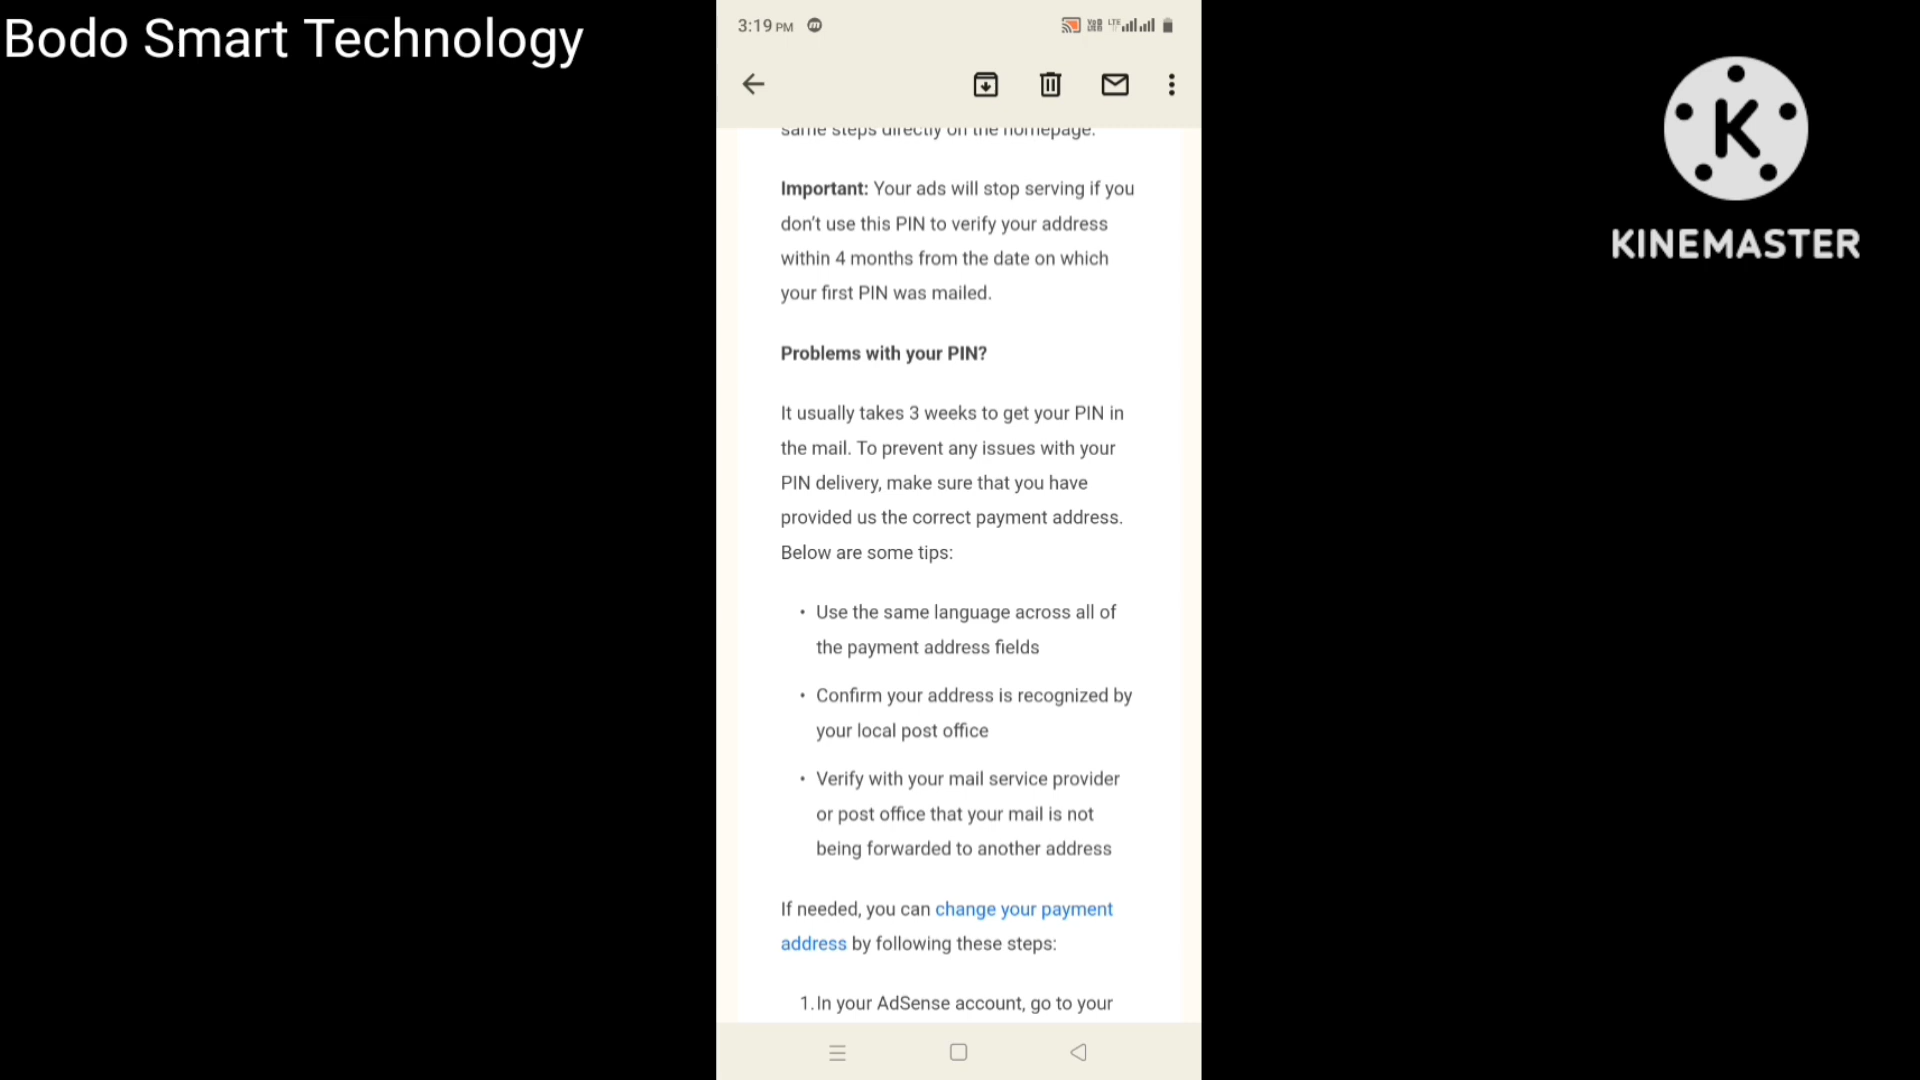 Bodo Smart Technology
3:19 PM
LTE
same steps directly on the homepage.
Important: Your ads will stop serving if you
don't use this PIN to verify your address
within 4 months from the date on which
your first PIN was mailed.
Problems with your PIN?
It usually takes 3 weeks to get your PIN in
the mail. To prevent any issues with your
PIN delivery, make sure that you have
provided us the correct payment address.
Below are some tips:
• Use the same language across all of
the payment address fields
• Confirm your address is recognized by
your local post office
• Verify with your mail service provider
or post office that your mail is not
being forwarded to another address
If needed, you can change your payment
address by following these steps:
1. In your AdSense account, go to your
K
KINEMASTER